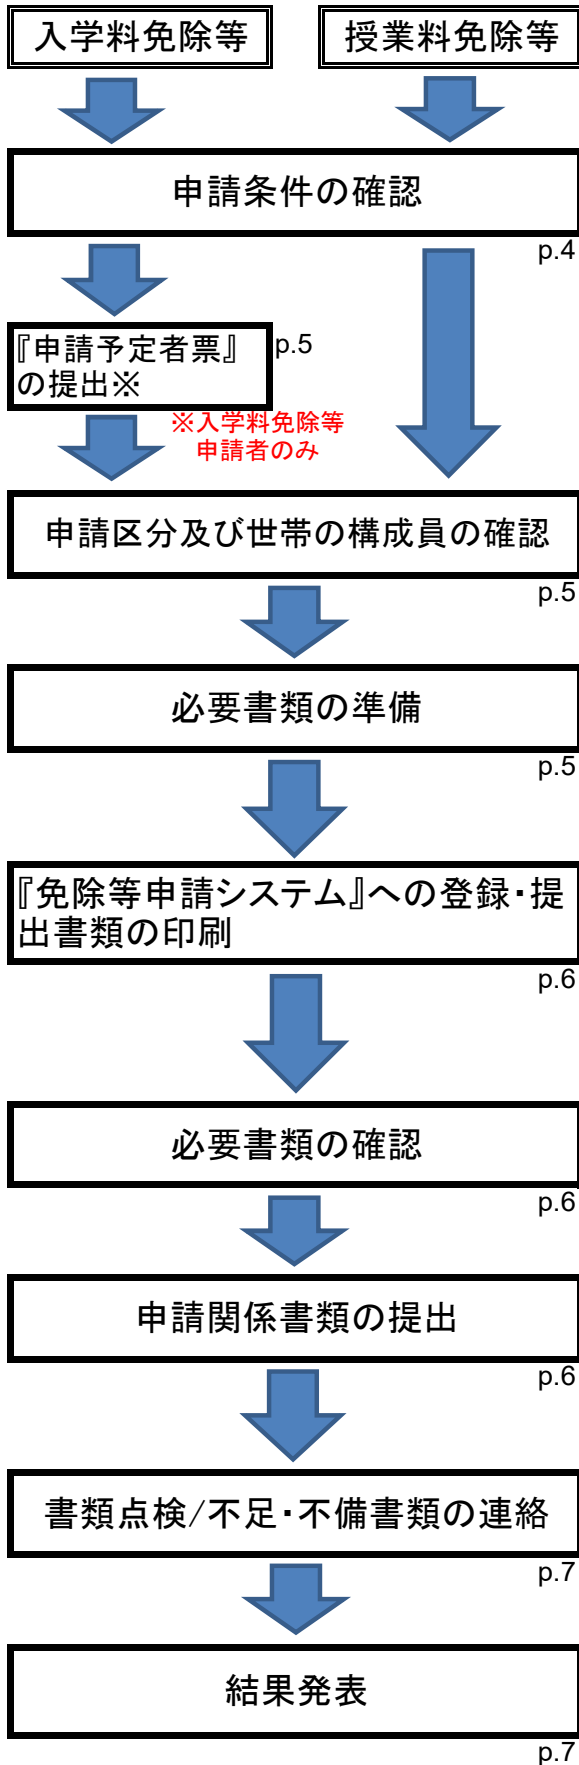 入学料免除等
授業料免除等
申請条件の確認
p.4
『申請予定者票』
の提出※
p.5
※入学料免除等
申請者のみ
申請区分及び世帯の構成員の確認
p.5
必要書類の準備
p.5
『免除等申請システム』への登録・提
出書類の印刷
p.6
必要書類の確認
p.6
申請関係書類の提出
p.6
書類点検/不足・不備書類の連絡
p.7
結果発表
p.7